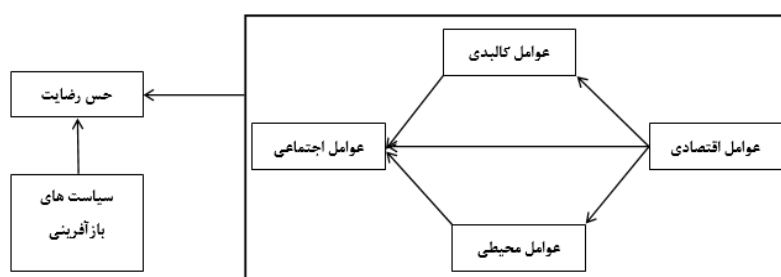 عوامل کالبدی
حس رضایت
عوامل اجتماعی
عوامل اقتصادی
سیاست های
بازآفرینی
عوامل محیطی